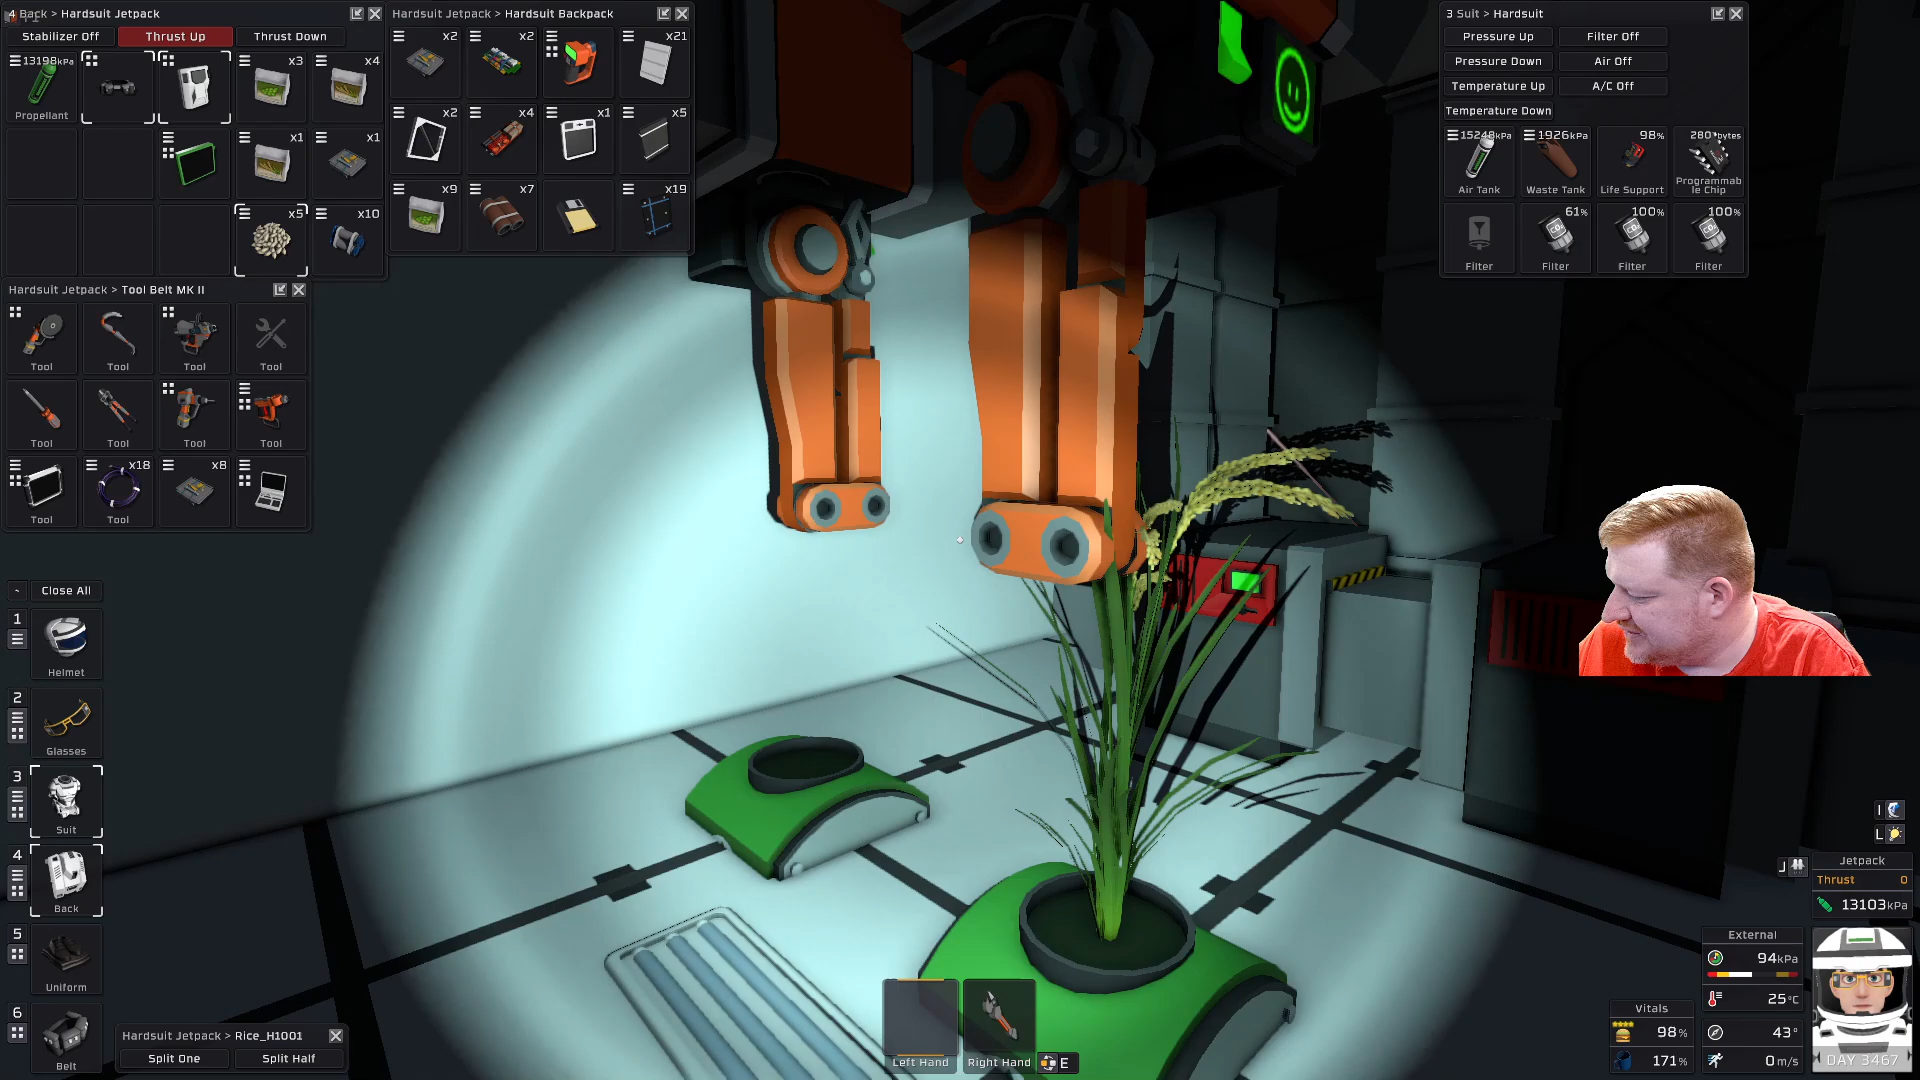 4 Back > Hardsuit Jetpack
Stabilizer Off
Thrust Up
Thrust Down
13198kPa
x3
x4
Propellant
x1
x1
x5
x10
Hardsuit Jetpack > Hardsuit Backpack
x2
x2
x21
x2
x4
x1
x5
x9
x7
x19
Hardsuit Jetpack > Tool Belt MK II
Tool
Tool
Tool
Tool
Tool
Tool
Tool
Tool
x18
x8
Tool
Tool
3 Suit > Hardsuit
Pressure Up
Filter Off
Pressure Down
Air Off
Temperature Up
A/C Off
Temperature Down
15248kPa
1926kPa
98%
280 bytes
Air Tank
Waste Tank
Life Support
Programmable Chip
61%
100%
100%
Filter
Filter
Filter
Filter
~
Close All
1
Helmet
2
Glasses
3
Suit
4
Back
5
Uniform
6
Belt
Hardsuit Jetpack > Rice_H1001
Split One
Split Half
Left Hand
Right Hand
E
I
L
J
Jetpack
Thrust 0
13103kPa
External
94kPa
25°C
43°
0m/s
Vitals
98%
171%
DAY 3467